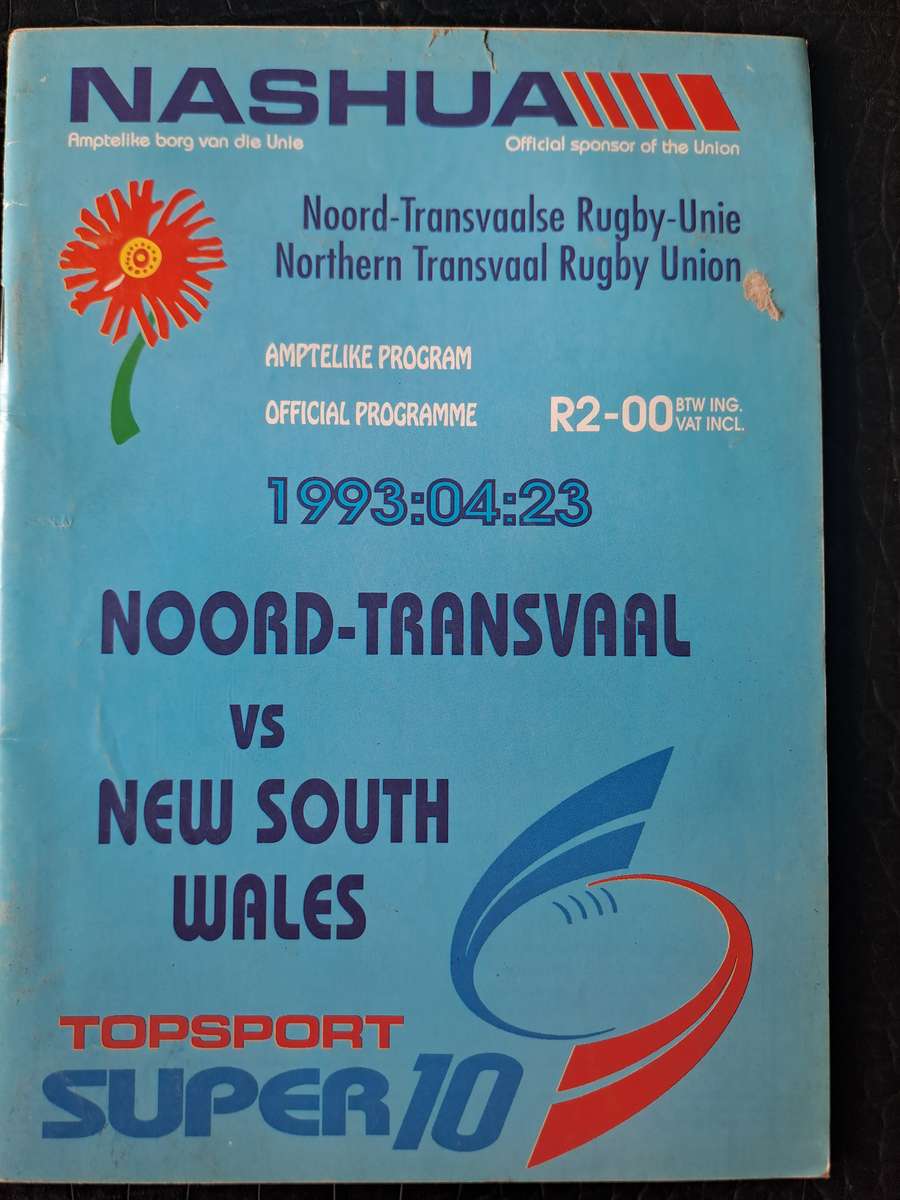 NASHUA
Amptelike borg van die Unie Official sponsor of the Union
Noord-Transvaalse Rugby-Unie
Northern Transvaal Rugby Union
AMPTELIKE PROGRAM
OFFICIAL PROGRAMME R2-00 BTW ING.
VAT INCL.
1993:04:23
NOORD-TRANSVAAL
VS
NEW SOUTH
WALES
TOPSPORT
SUPER 10